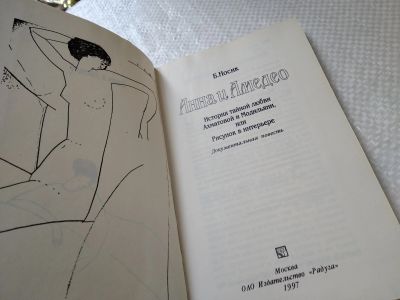 Б.Носик
Анна и Амедео
История тайной любви
Ахматовой и Модильяни,
или
Рисунок в интерьере
Документальная повесть
Москва
ОАО Издательство «Радуга»
1997